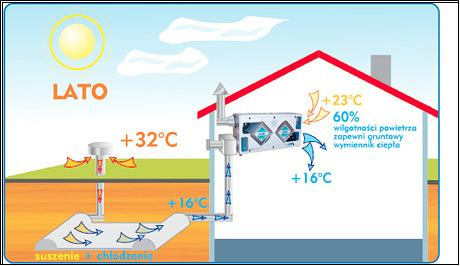 LATO
+32°C
+23°C
60%
wilgotności powietrza
zapewni gruntowy
wymiennik ciepła
+16°C
+16°C
suszenie i chłodzenie